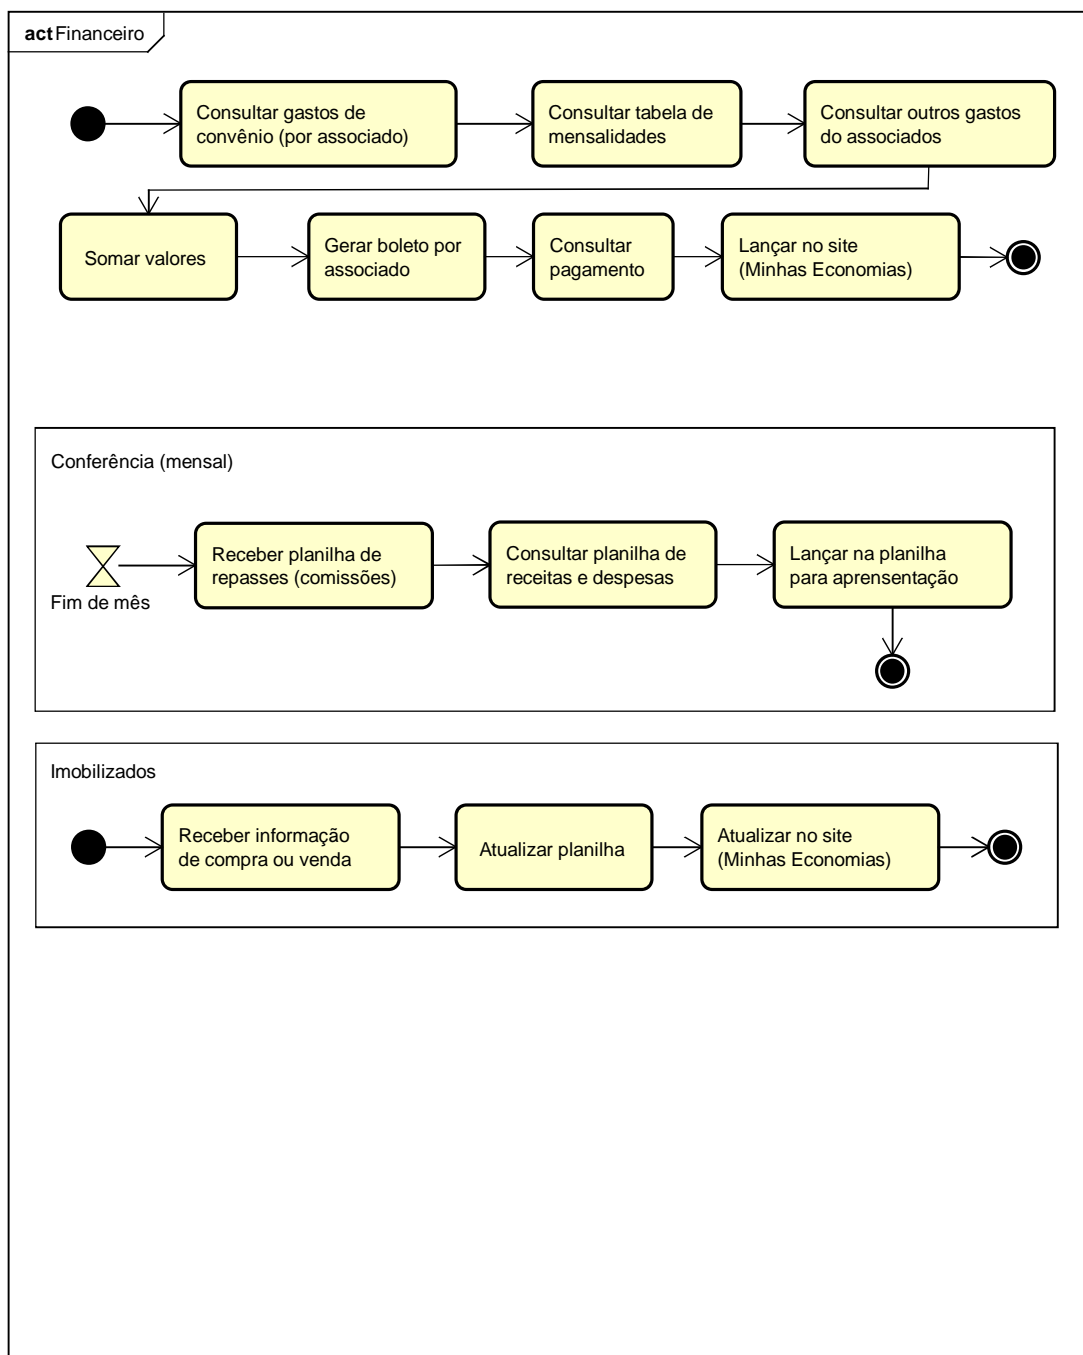 act Financeiro
Consultar gastos de
convênio (por associado)
Consultar tabela de
mensalidades
Consultar outros gastos
do associados
Somar valores
Gerar boleto por
associado
Consultar
pagamento
Lançar no site
(Minhas Economias)
Conferência (mensal)
Fim de mês
Receber planilha de
repasses (comissões)
Consultar planilha de
receitas e despesas
Lançar na planilha
para aprensentação
Imobilizados
Receber informação
de compra ou venda
Atualizar planilha
Atualizar no site
(Minhas Economias)